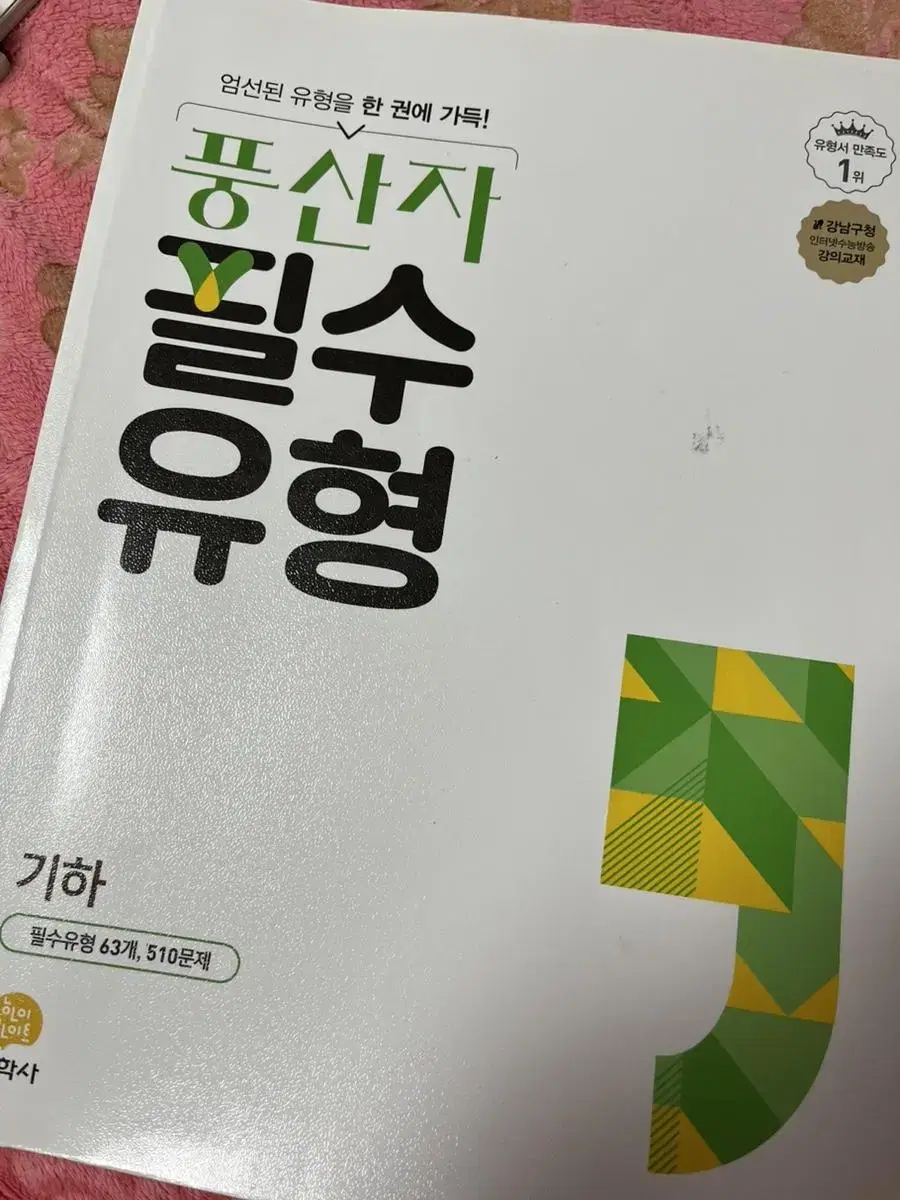 엄선된 유형을 한 권에 가득!
풍산자
필수
유형
유형서 만족도
1위
강남구청
인터넷수능방송
강의교재
기하
필수유형 63개, 510문제
학사